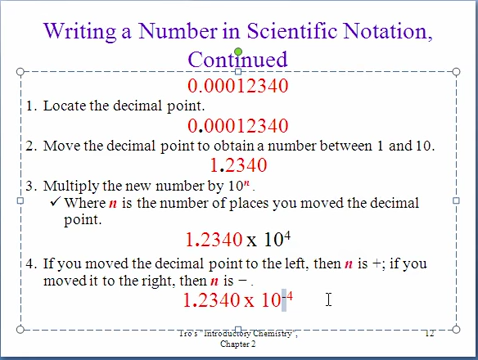 Writing a Number in Scientific Notation,
Continued
0.00012340
1. Locate the decimal point.
0.00012340
2. Move the decimal point to obtain a number between 1 and 10.
1.2340
3. Multiply the new number by 10ⁿ .
✓ Where n is the number of places you moved the decimal
point.
1.2340 x 10⁴
4. If you moved the decimal point to the left, then n is +; if you
moved it to the right, then n is − .
1.2340 x 10⁻⁴
Tro's "Introductory Chemistry",
Chapter 2
12